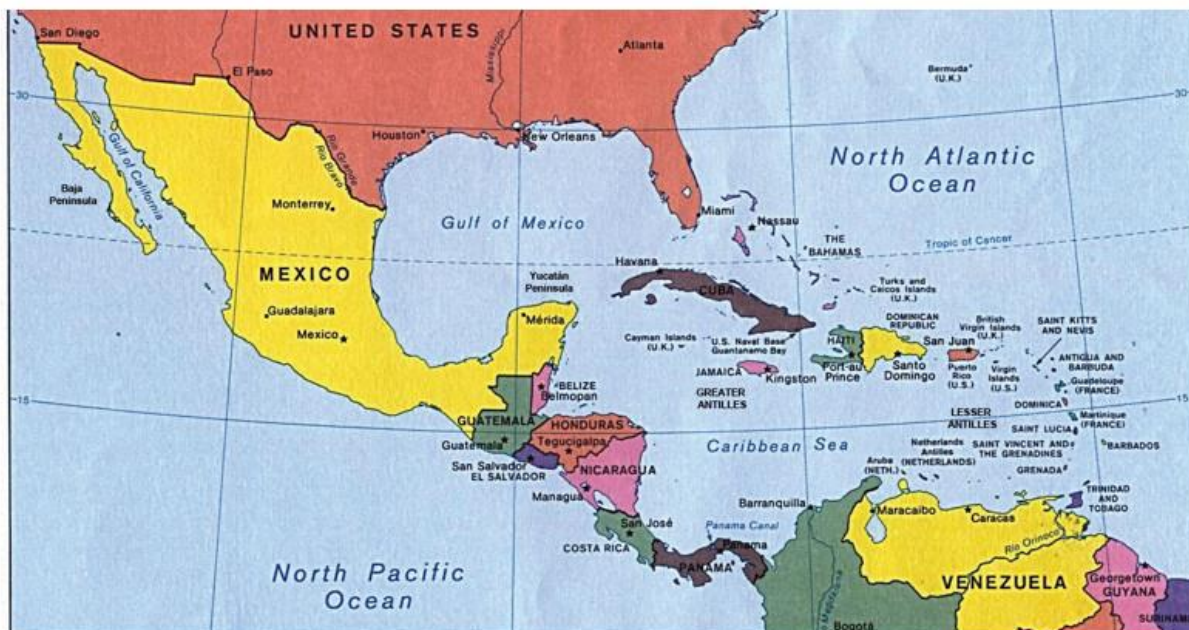 San Diego
UNITED STATES
Mississippi
Atlanta
Bermuda
(U.K.)
El Paso
30
30
Houston
New Orleans
Gulf of California
Rio Grande
Rio Bravo
North Atlantic
Ocean
Baja
Peninsula
Monterrey
Gulf of Mexico
Miami
Nassau
THE
BAHAMAS
Tropic of Cancer
Havana
MEXICO
Yucatán
Peninsula
CUBA
Turks and
Caicos Islands
(U.K.)
Guadalajara
Mérida
Mexico
Cayman Islands
(U.K.)
U.S. Naval Base
Guantanamo Bay
HAITI
DOMINICAN
REPUBLIC
San Juan
British
Virgin Islands
(U.K.)
SAINT KITTS
AND NEVIS
JAMAICA
Kingston
Port-au
Prince
Santo
Domingo
Puerto
Rico
(U.S.)
Virgin
Islands
(U.S.)
ANTIGUA AND
BARBUDA
Guadeloupe
(FRANCE)
BELIZE
Belmopan
GREATER
ANTILLES
DOMINICA
15
15
GUATEMALA
HONDURAS
LESSER
ANTILLES
Martinique
(FRANCE)
SAINT LUCIA
Guatemala
Tegucigalpa
Caribbean Sea
Netherlands
Antilles
(NETHERLANDS)
SAINT VINCENT AND
THE GRENADINES
BARBADOS
San Salvador
EL SALVADOR
NICARAGUA
Aruba
(NETH.)
GRENADA
Managua
Barranquilla
Maracaibo
Caracas
TRINIDAD
AND
TOBAGO
San José
COSTA RICA
Panama Canal
Panama
PANAMA
Rio Orinoco
North Pacific
Ocean
Magdalena
VENEZUELA
Georgetown
GUYANA
Bogotá
SURINAM